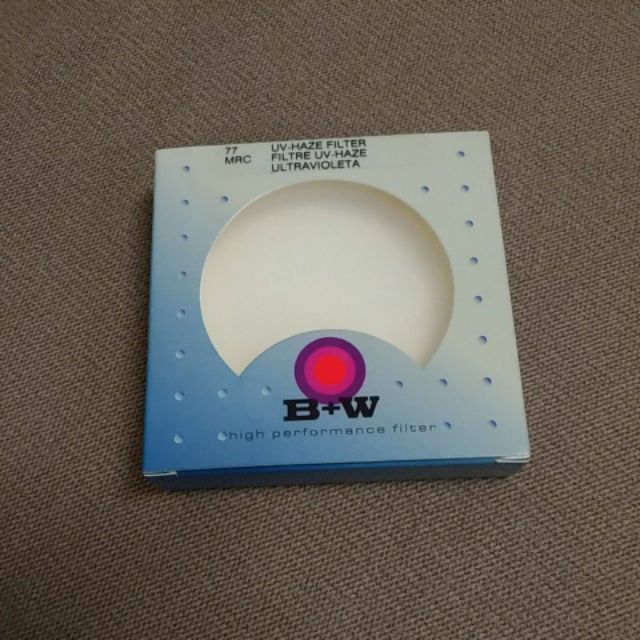 77 UV-HAZE FILTER
MRC FILTRE UV-HAZE
ULTRAVIOLETA
B+W
high performance filter